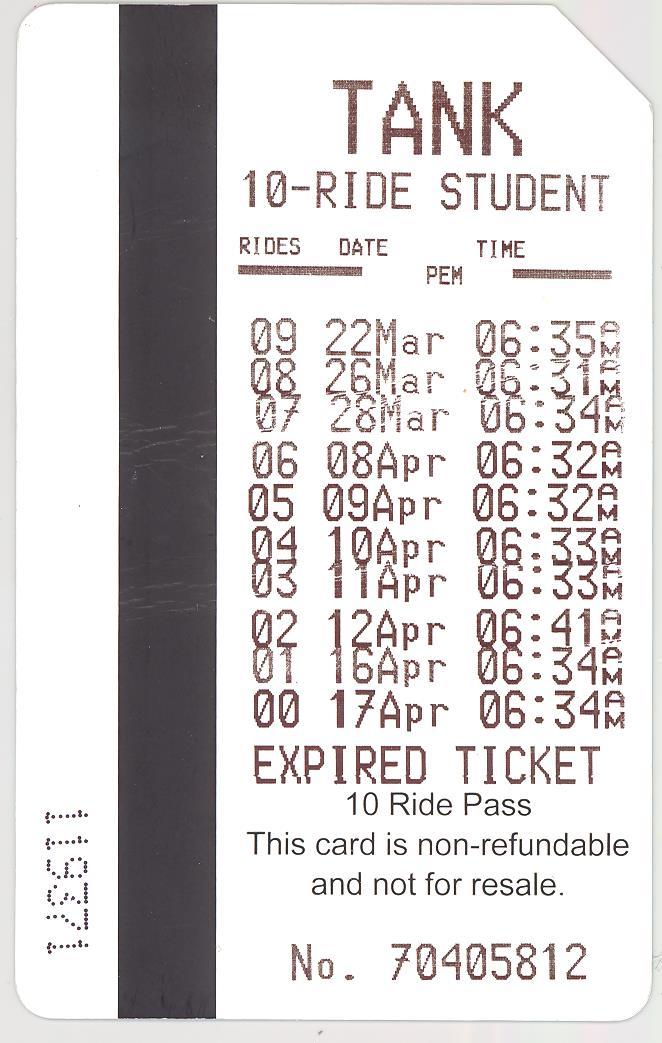 TANK
10-RIDE STUDENT
RIDES DATE TIME
PEM
09 22Mar 06:35AM
08 26Mar 06:31AM
07 28Mar 06:34AM
06 08Apr 06:32AM
05 09Apr 06:32AM
04 10Apr 06:33AM
03 11Apr 06:33AM
02 12Apr 06:41AM
01 16Apr 06:34AM
00 17Apr 06:34AM
EXPIRED TICKET
10 Ride Pass
This card is non-refundable
and not for resale.
No. 70405812